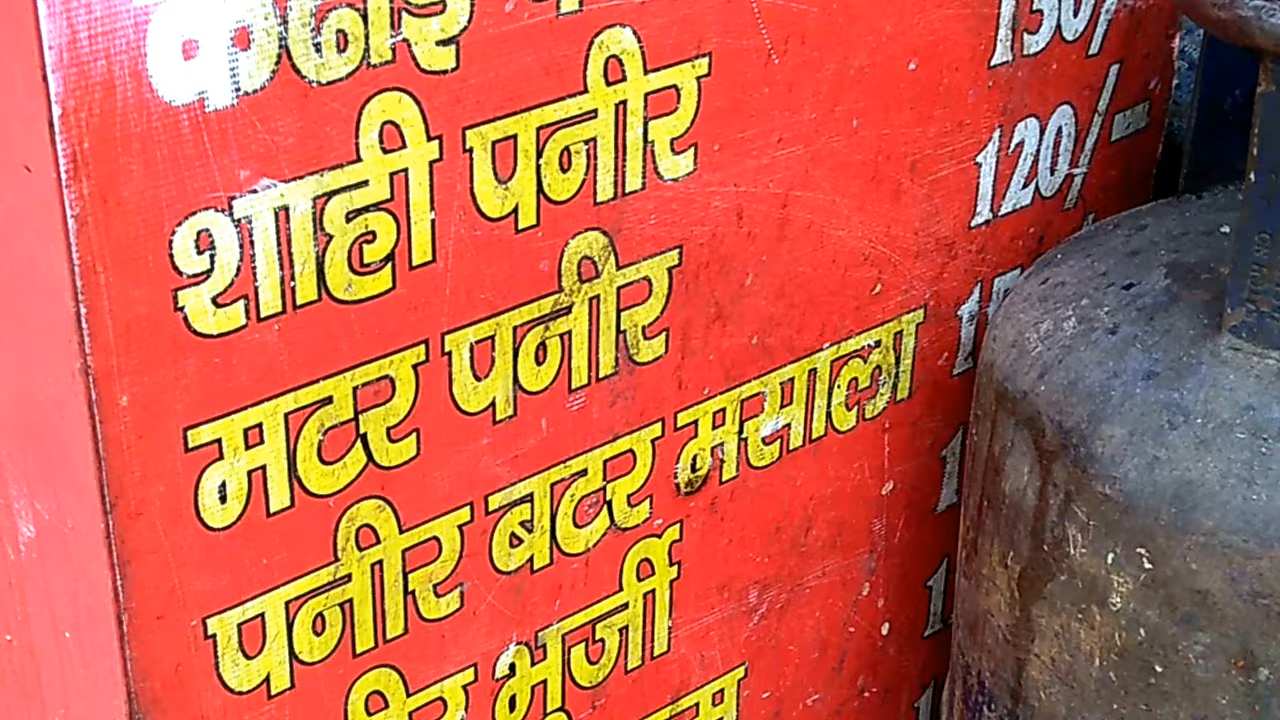 130/
शाही पनीर 120/-
मटर पनीर
पनीर बटर मसाला
भुर्जी